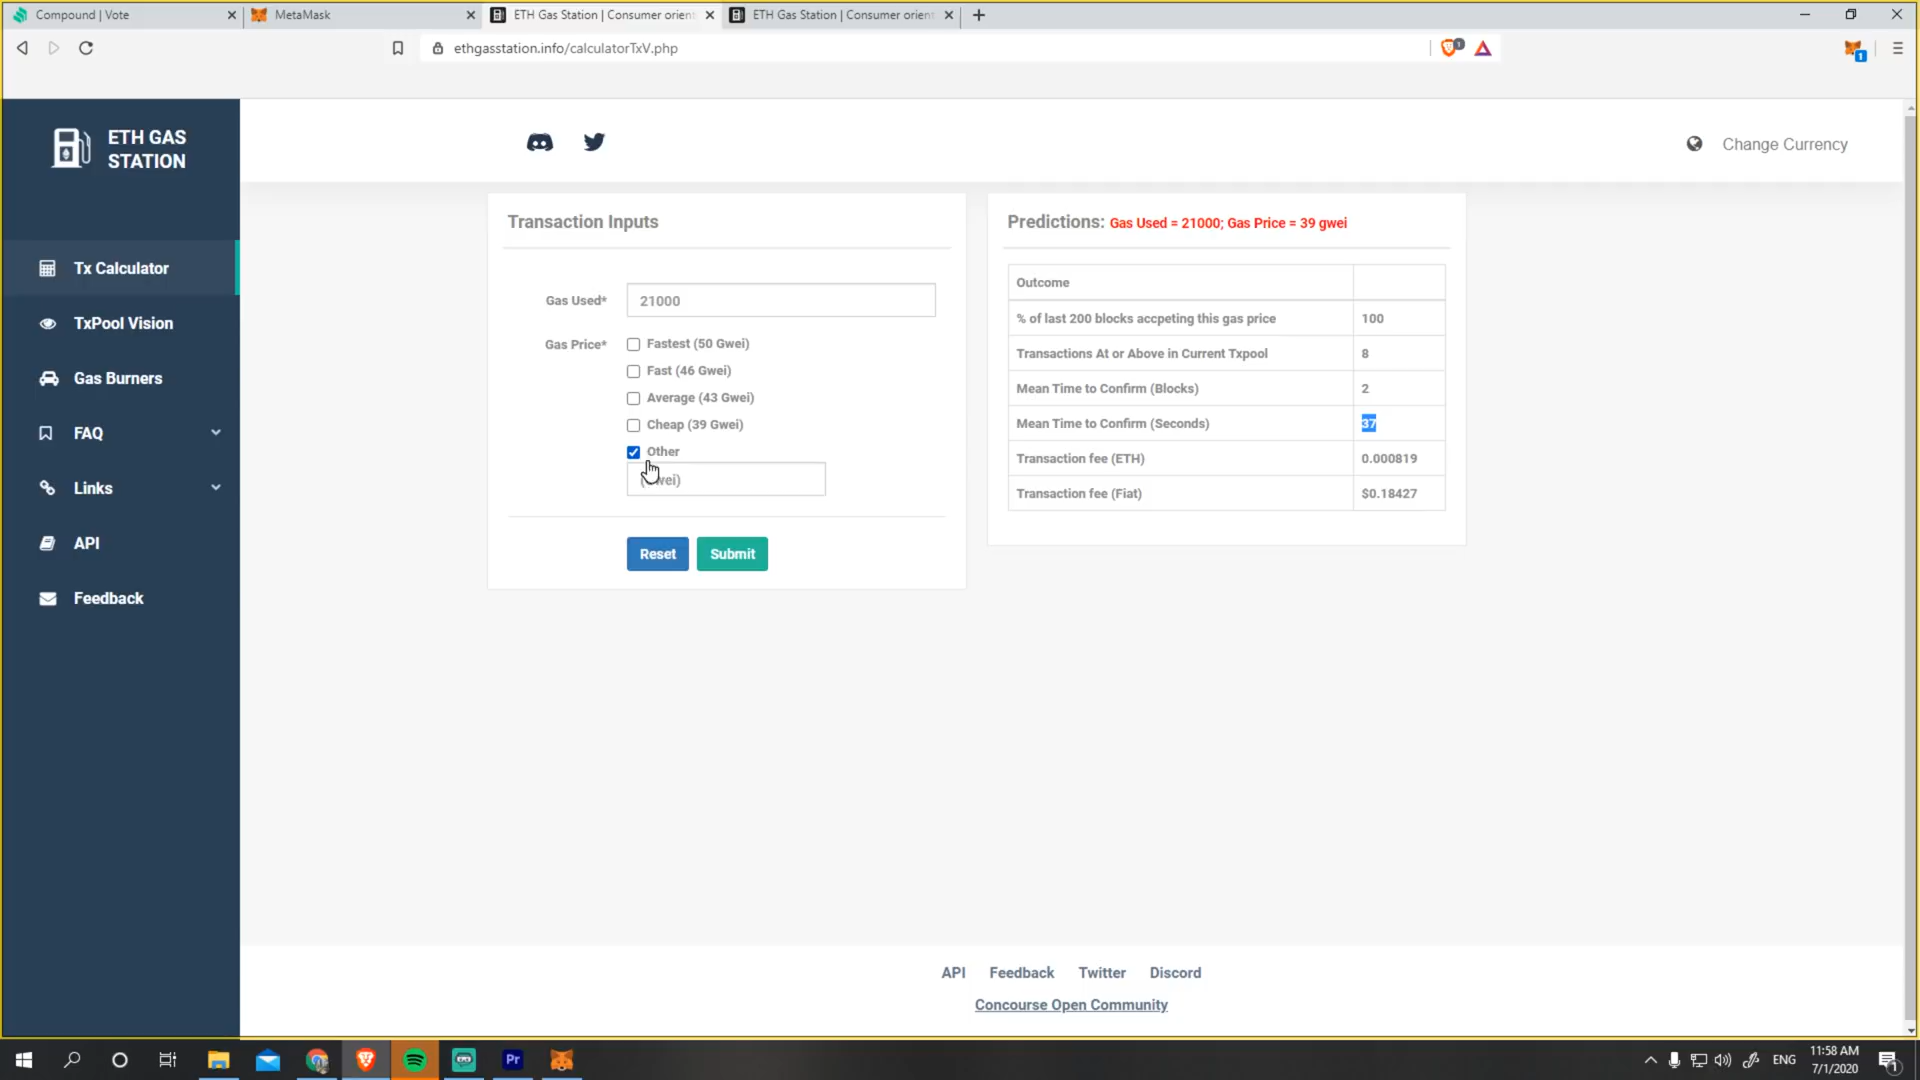 Compound | Vote
MetaMask
ETH Gas Station | Consumer orien
ETH Gas Station | Consumer orien
ethgasstation.info/calculatorTxV.php
1
1
ETH GAS
STATION
Change Currency
Tx Calculator
TxPool Vision
Gas Burners
FAQ
Links
API
Feedback
Transaction Inputs
Gas Used*
21000
Gas Price*
Fastest (50 Gwei)
Fast (46 Gwei)
Average (43 Gwei)
Cheap (39 Gwei)
Other
Reset
Submit
Predictions: Gas Used = 21000; Gas Price = 39 gwei
Outcome
% of last 200 blocks accpeting this gas price 100
Transactions At or Above in Current Txpool 8
Mean Time to Confirm (Blocks) 2
Mean Time to Confirm (Seconds) 37
Transaction fee (ETH) 0.000819
Transaction fee (Fiat) $0.18427
API Feedback Twitter Discord
Concourse Open Community
Pr
ENG
11:58 AM
7/1/2020
1